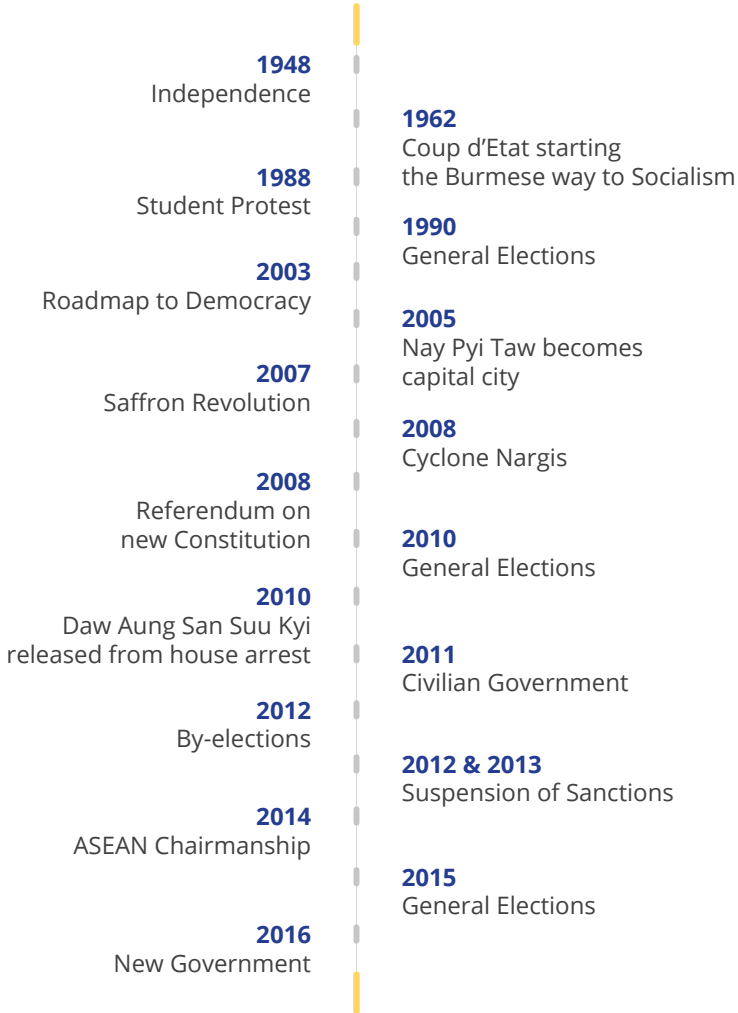 1948
Independence
1962
Coup d’Etat starting
the Burmese way to Socialism
1988
Student Protest
1990
General Elections
2003
Roadmap to Democracy
2005
Nay Pyi Taw becomes
capital city
2007
Saffron Revolution
2008
Cyclone Nargis
2008
Referendum on
new Constitution
2010
General Elections
2010
Daw Aung San Suu Kyi
released from house arrest
2011
Civilian Government
2012
By-elections
2012 & 2013
Suspension of Sanctions
2014
ASEAN Chairmanship
2015
General Elections
2016
New Government